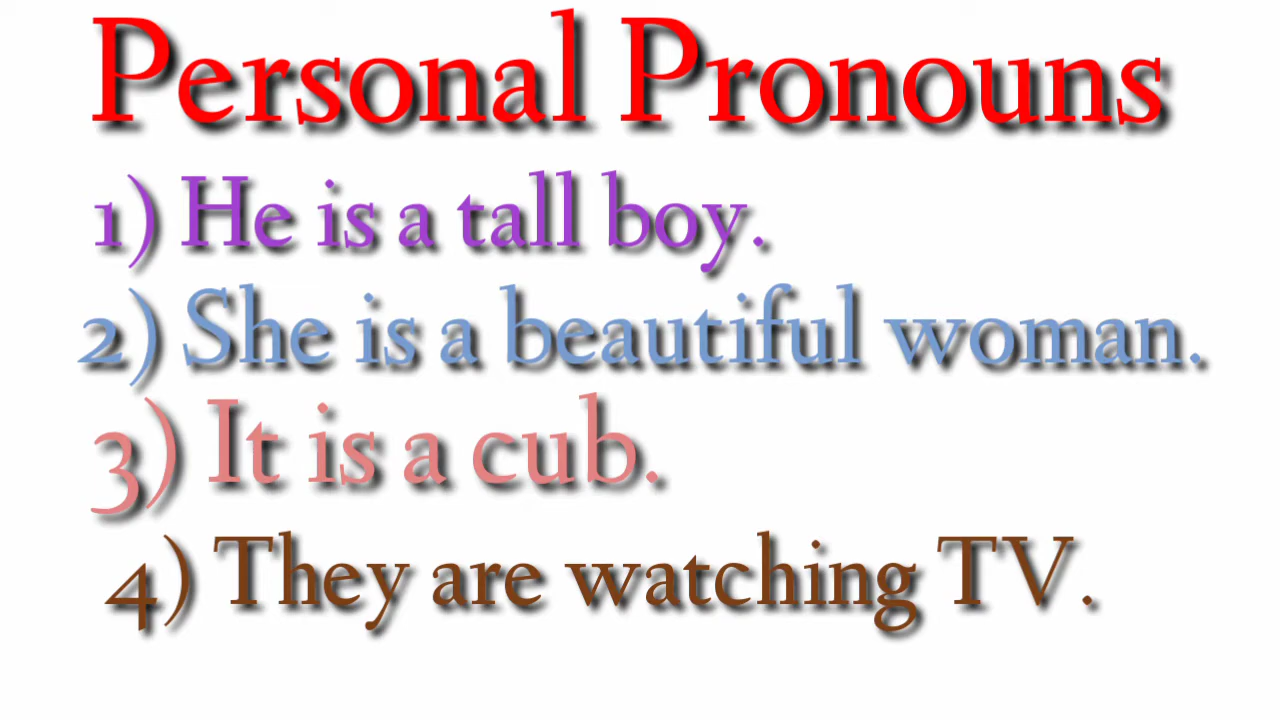 Personal Pronouns
1) He is a tall boy.
2) She is a beautiful woman.
3) It is a cub.
4) They are watching TV.